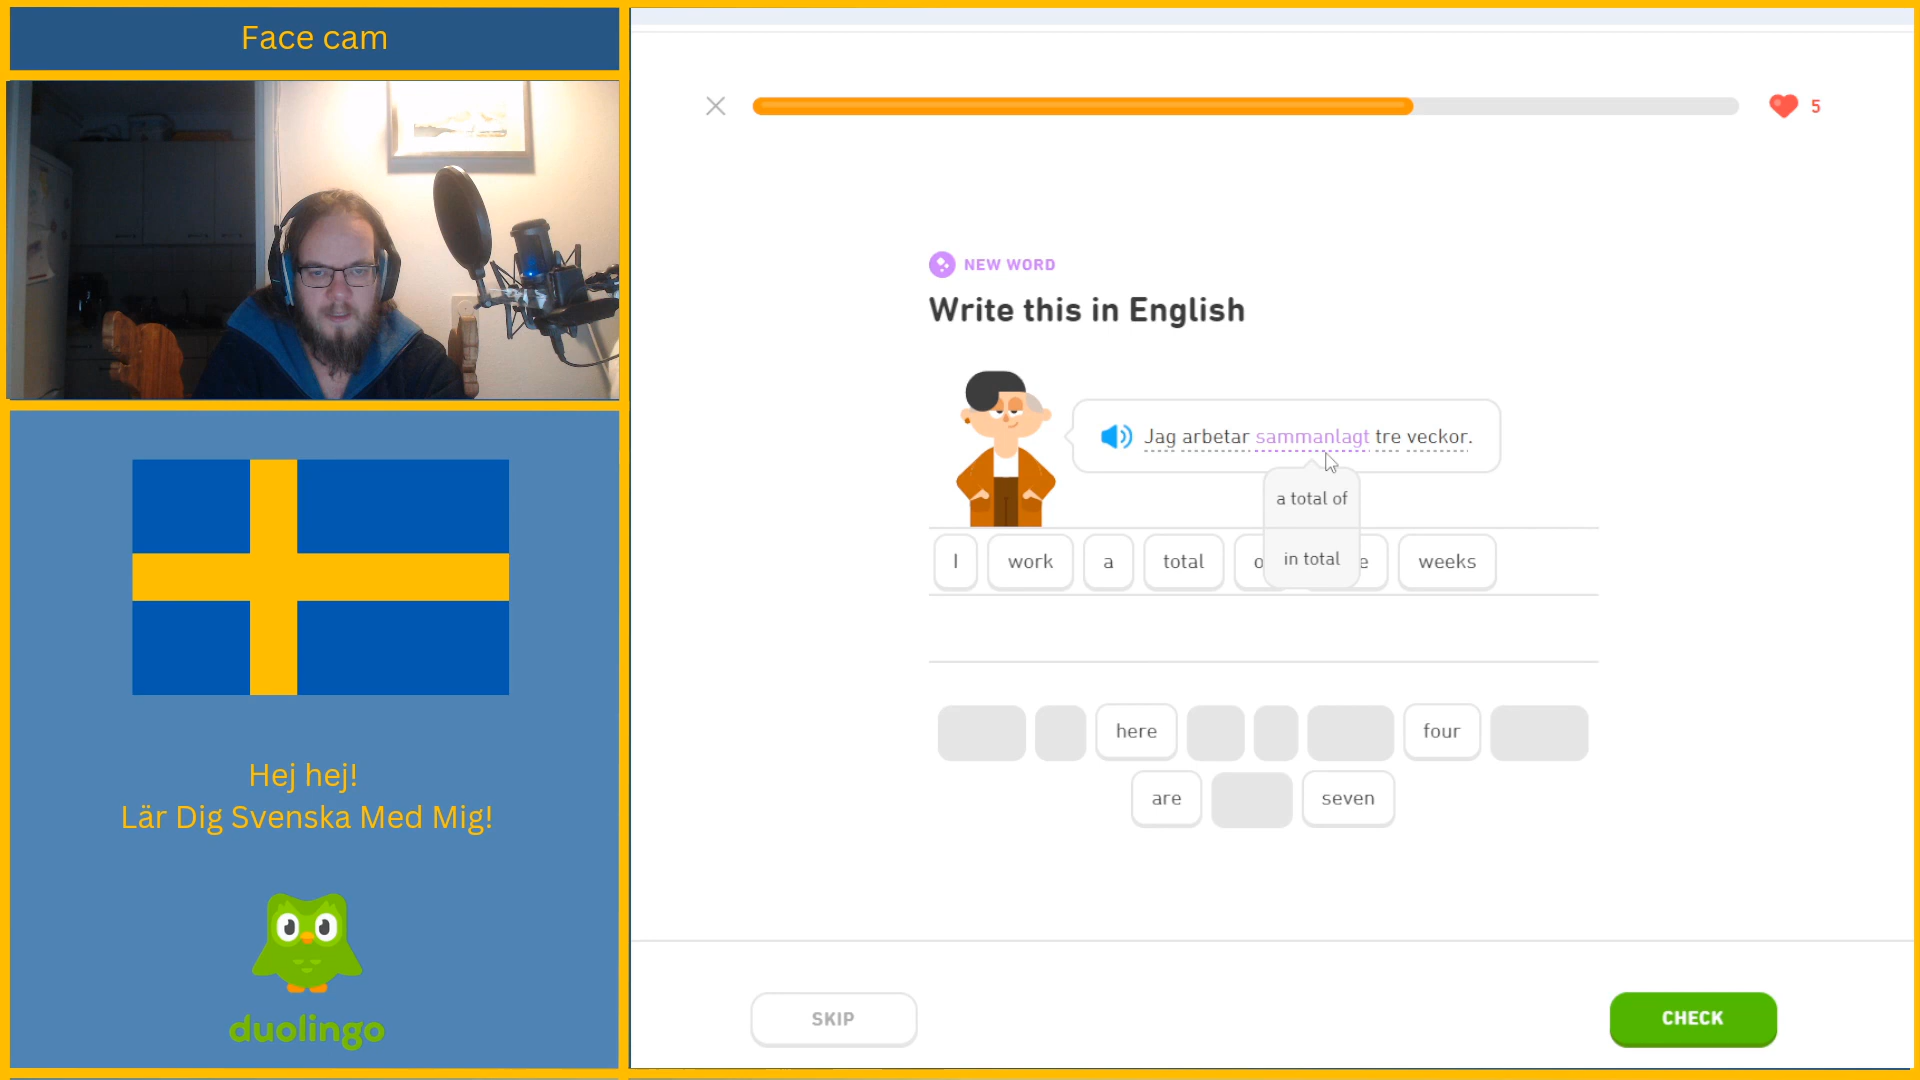 Face cam
5
NEW WORD
Write this in English
Jag arbetar sammanlagt tre veckor.
a total of
in total
I work a total weeks
here four
are seven
Hej hej!
Lär Dig Svenska Med Mig!
duolingo
SKIP
CHECK